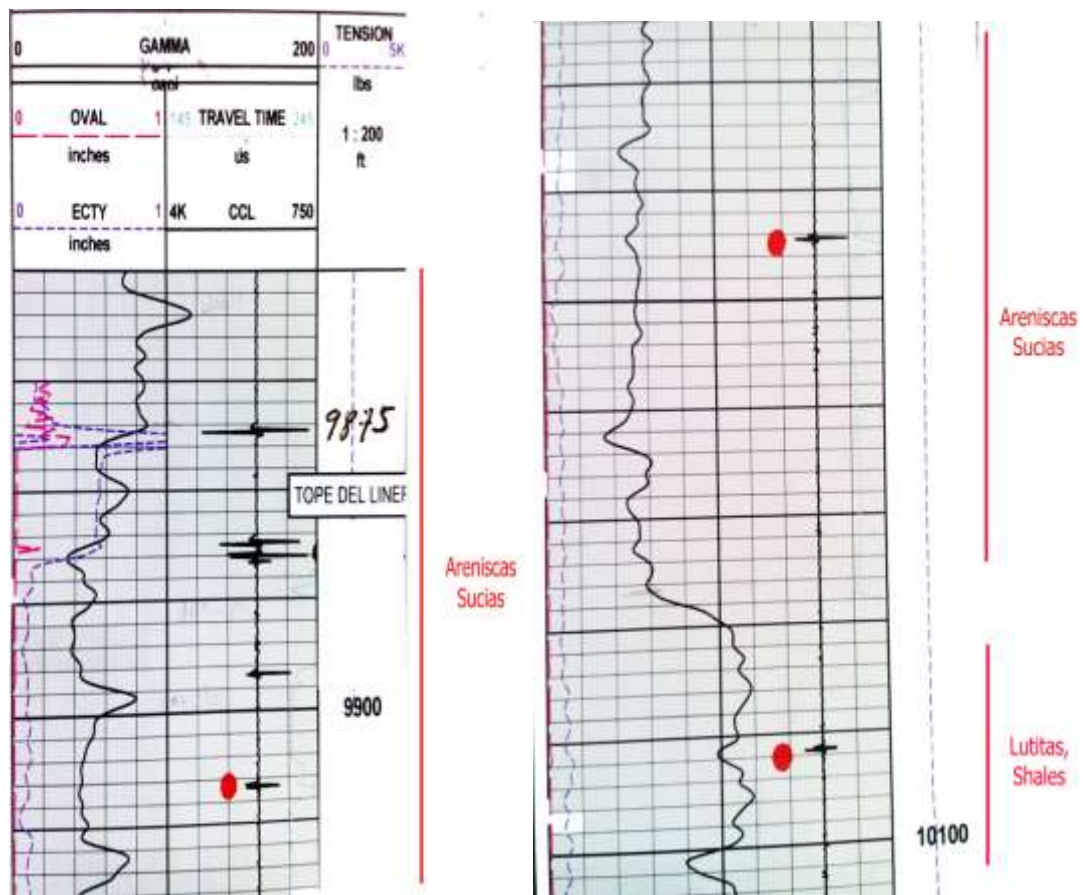 0 GAMMA 200
TENSION
0 5K
lbs
0 OVAL 1
inches
145 TRAVEL TIME 245
us
1 : 200
ft
0 ECTY 1
inches
4K CCL 750
9875
TOPE DEL LINER
Areniscas
Sucias
9900
Areniscas
Sucias
Lutitas,
Shales
10100